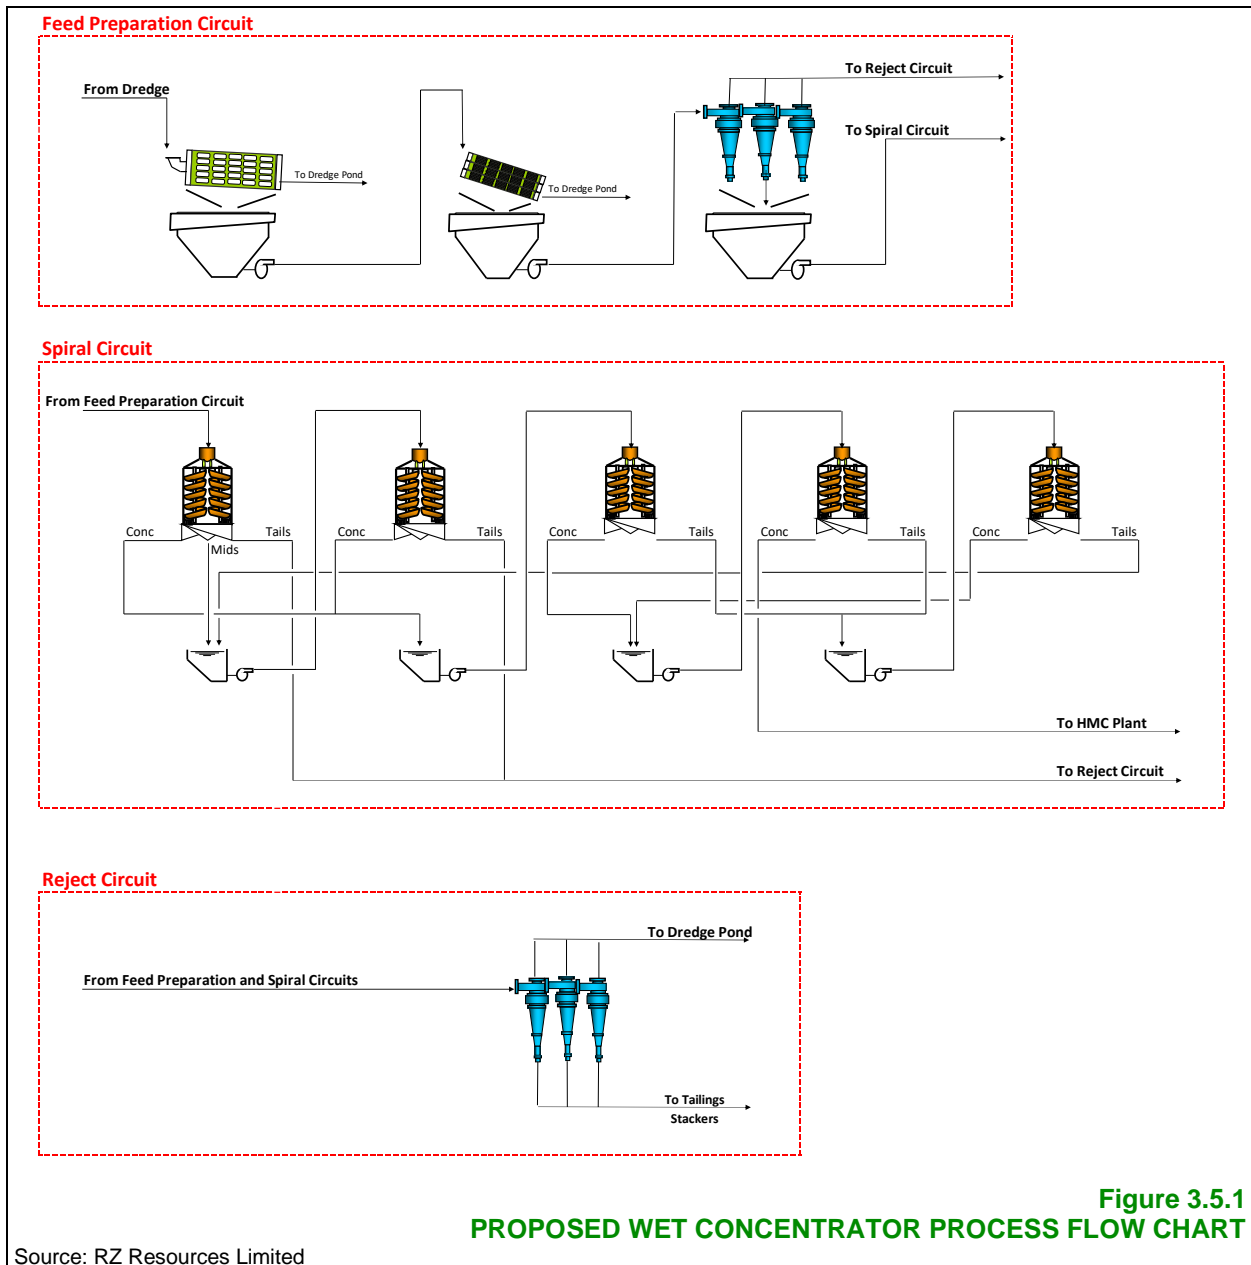 Feed Preparation Circuit
To Reject Circuit
From Dredge
To Spiral Circuit
To Dredge Pond
To Dredge Pond
Spiral Circuit
From Feed Preparation Circuit
Conc
Tails
Mids
Conc
Tails
Conc
Tails
Conc
Tails
Conc
Tails
To HMC Plant
To Reject Circuit
Reject Circuit
To Dredge Pond
From Feed Preparation and Spiral Circuits
To Tailings
Stackers
Figure 3.5.1
PROPOSED WET CONCENTRATOR PROCESS FLOW CHART
Source: RZ Resources Limited